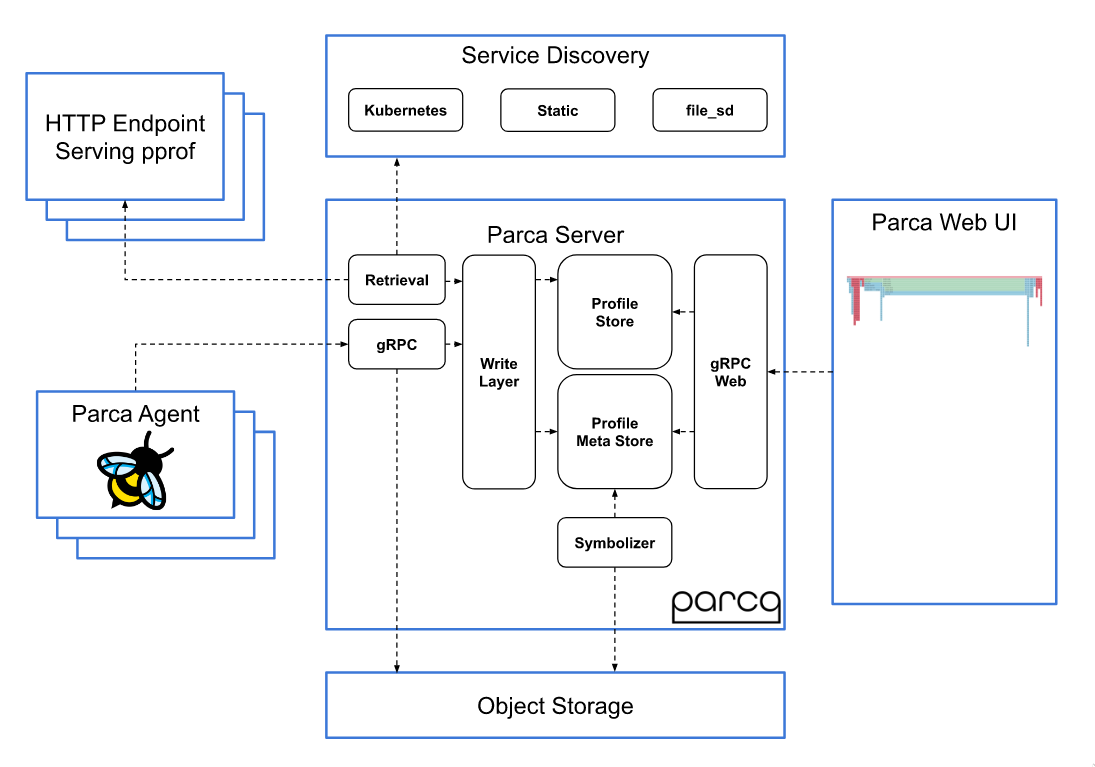 Service Discovery
Kubernetes
Static
file_sd
HTTP Endpoint
Serving pprof
Parca Server
Retrieval
gRPC
Write
Layer
Profile
Store
Profile
Meta Store
gRPC
Web
Symbolizer
parca
Parca Web UI
Parca Agent
Object Storage